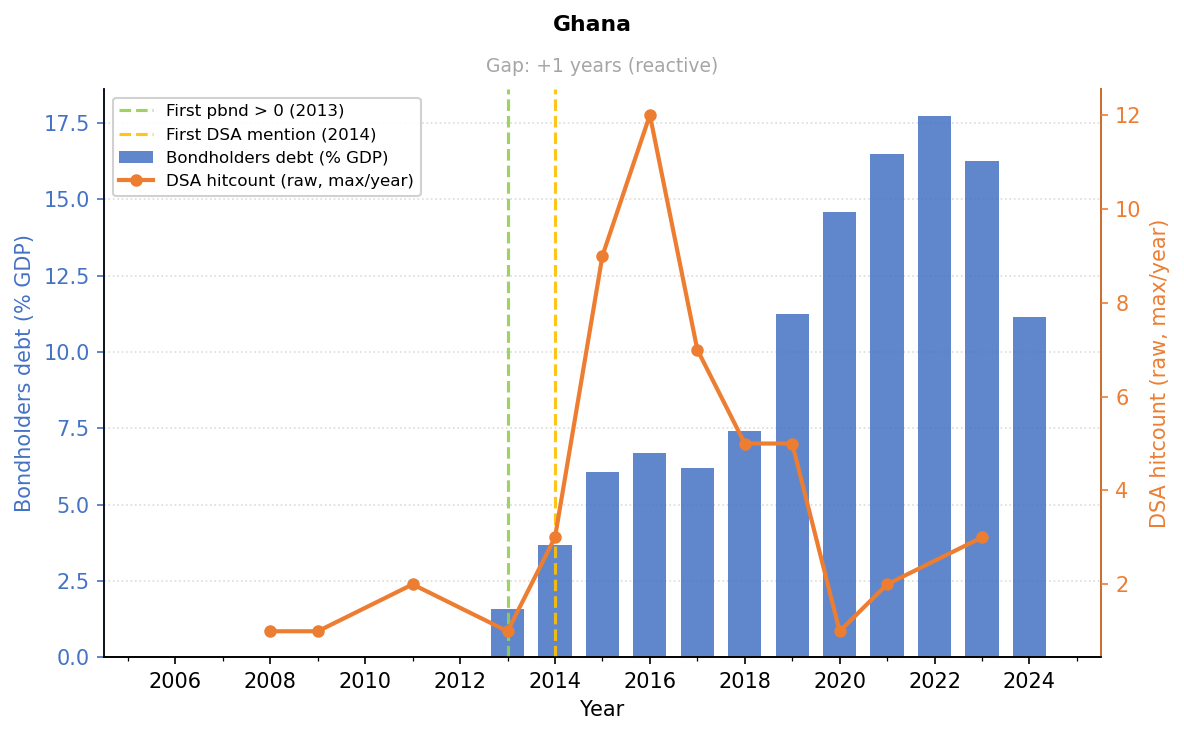 Ghana
Gap: +1 years (reactive)
First pbnd > 0 (2013)
First DSA mention (2014)
Bondholders debt (% GDP)
DSA hitcount (raw, max/year)
Bondholders debt (% GDP)
17.5
15.0
12.5
10.0
7.5
5.0
2.5
0.0
12
10
8
6
4
2
DSA hitcount (raw, max/year)
2006 2008 2010 2012 2014 2016 2018 2020 2022 2024
Year